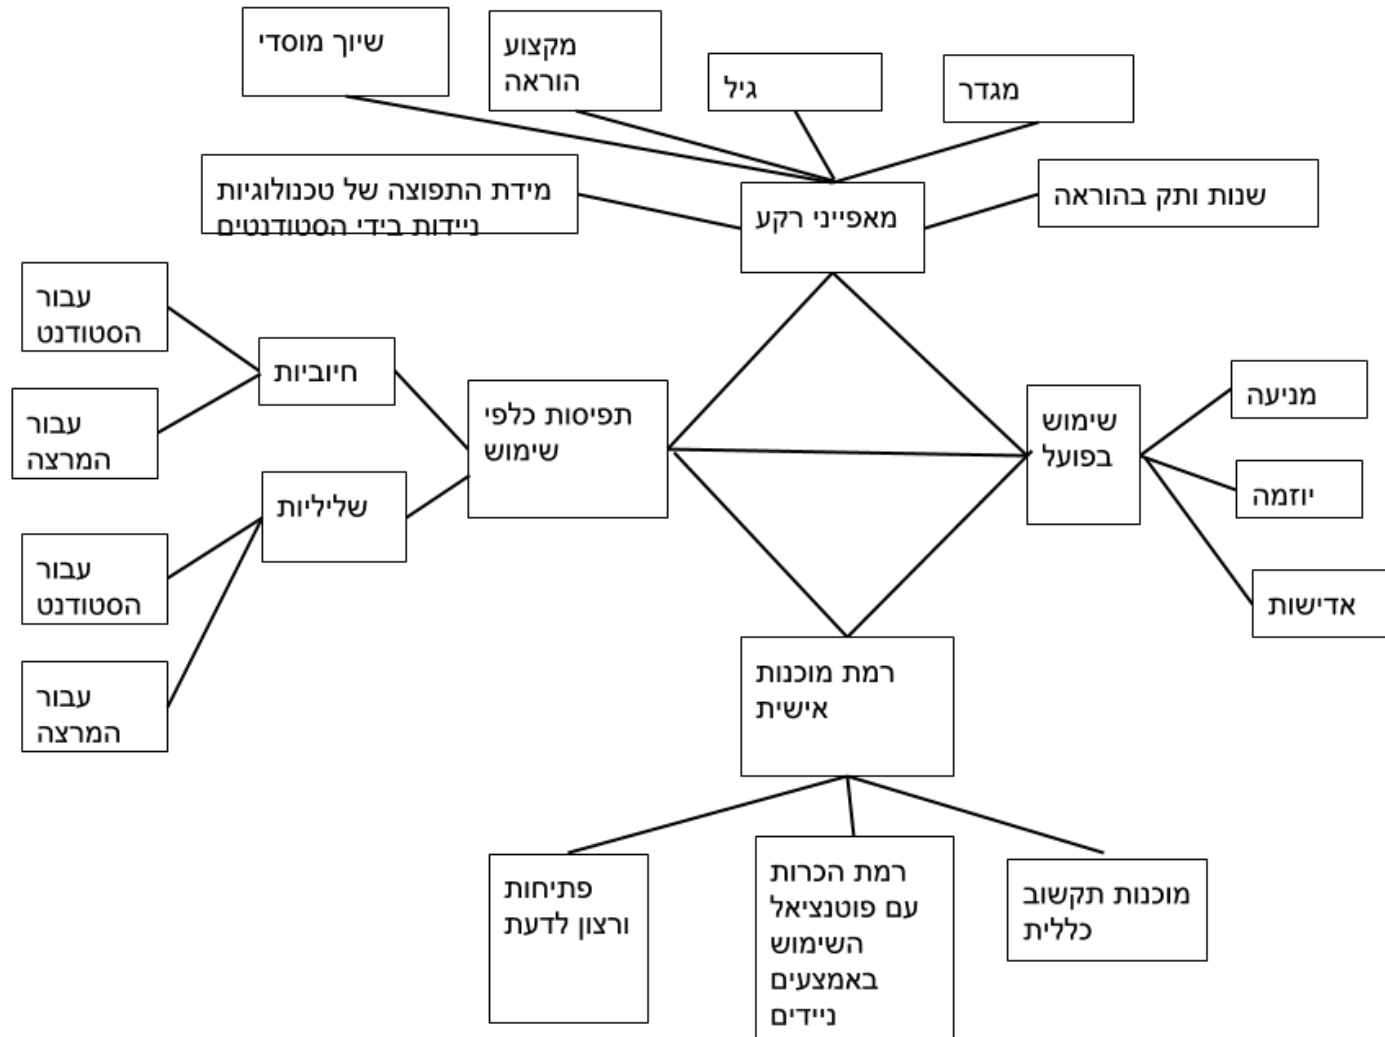 שיוך מוסדי
מקצוע
הוראה
גיל
מגדר
מידת התפוצה של טכנולוגיות
ניידות בידי הסטודנטים
מאפייני רקע
שנות ותק בהוראה
עבור
הסטודנט
חיוביות
עבור
המרצה
תפיסות כלפי
שימוש
שימוש
בפועל
מניעה
יוזמה
אדישות
שליליות
עבור
הסטודנט
עבור
המרצה
רמת מוכנות
אישית
פתיחות
ורצון לדעת
רמת הכרות
עם פוטנציאל
השימוש
באמצעים
ניידים
מוכנות תקשוב
כללית